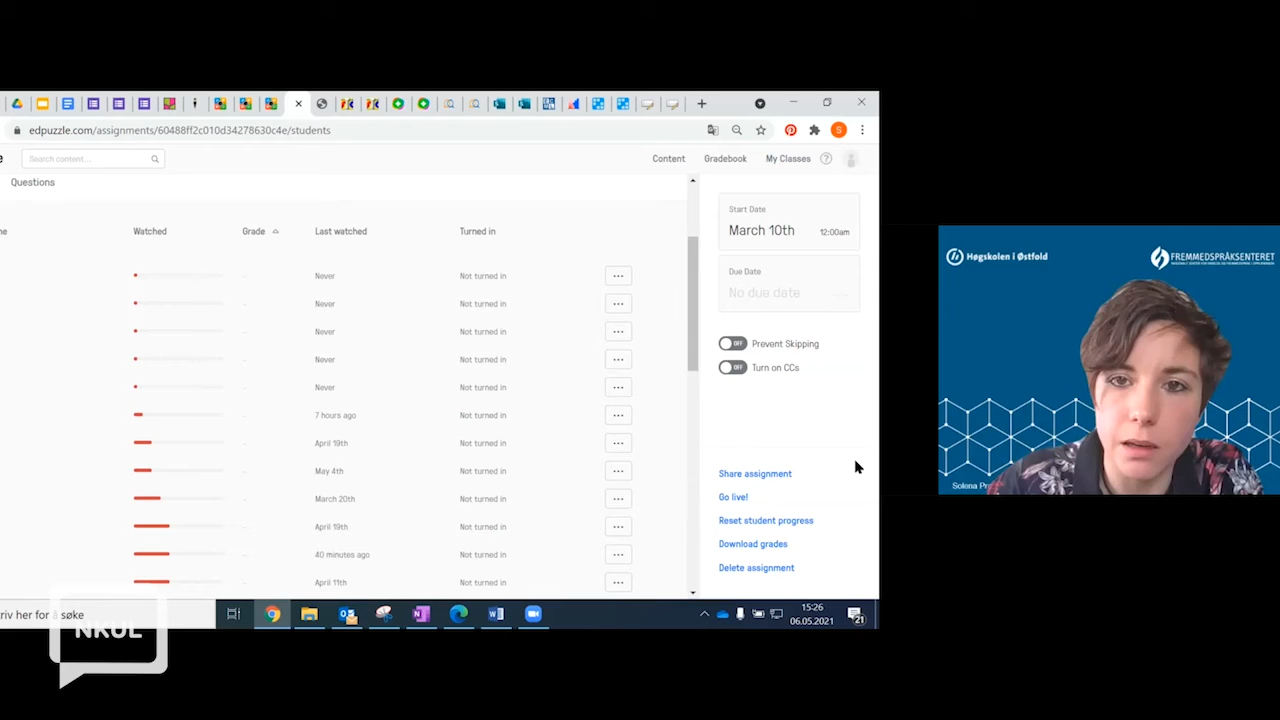 edpuzzle.com/assignments/60488ff2c010d34278630c4e/students
e
Search content...
Content
Gradebook
My Classes
?
Questions
ne
Watched
Grade
Last watched
Turned in
Never
Not turned in
...
Never
Not turned in
...
Never
Not turned in
...
Never
Not turned in
...
Never
Not turned in
...
7 hours ago
Not turned in
...
April 19th
Not turned in
...
May 4th
Not turned in
...
March 20th
Not turned in
...
April 19th
Not turned in
...
40 minutes ago
Not turned in
...
April 11th
Not turned in
...
Start Date
March 10th
12:00am
Due Date
No due date
OFF Prevent Skipping
OFF Turn on CCs
Share assignment
Go live!
Reset student progress
Download grades
Delete assignment
S
riv her for å søke
15:26
06.05.2021
21
NKUL
Høgskolen i Østfold
FREMMEDSPRÅKSENTERET
Solena